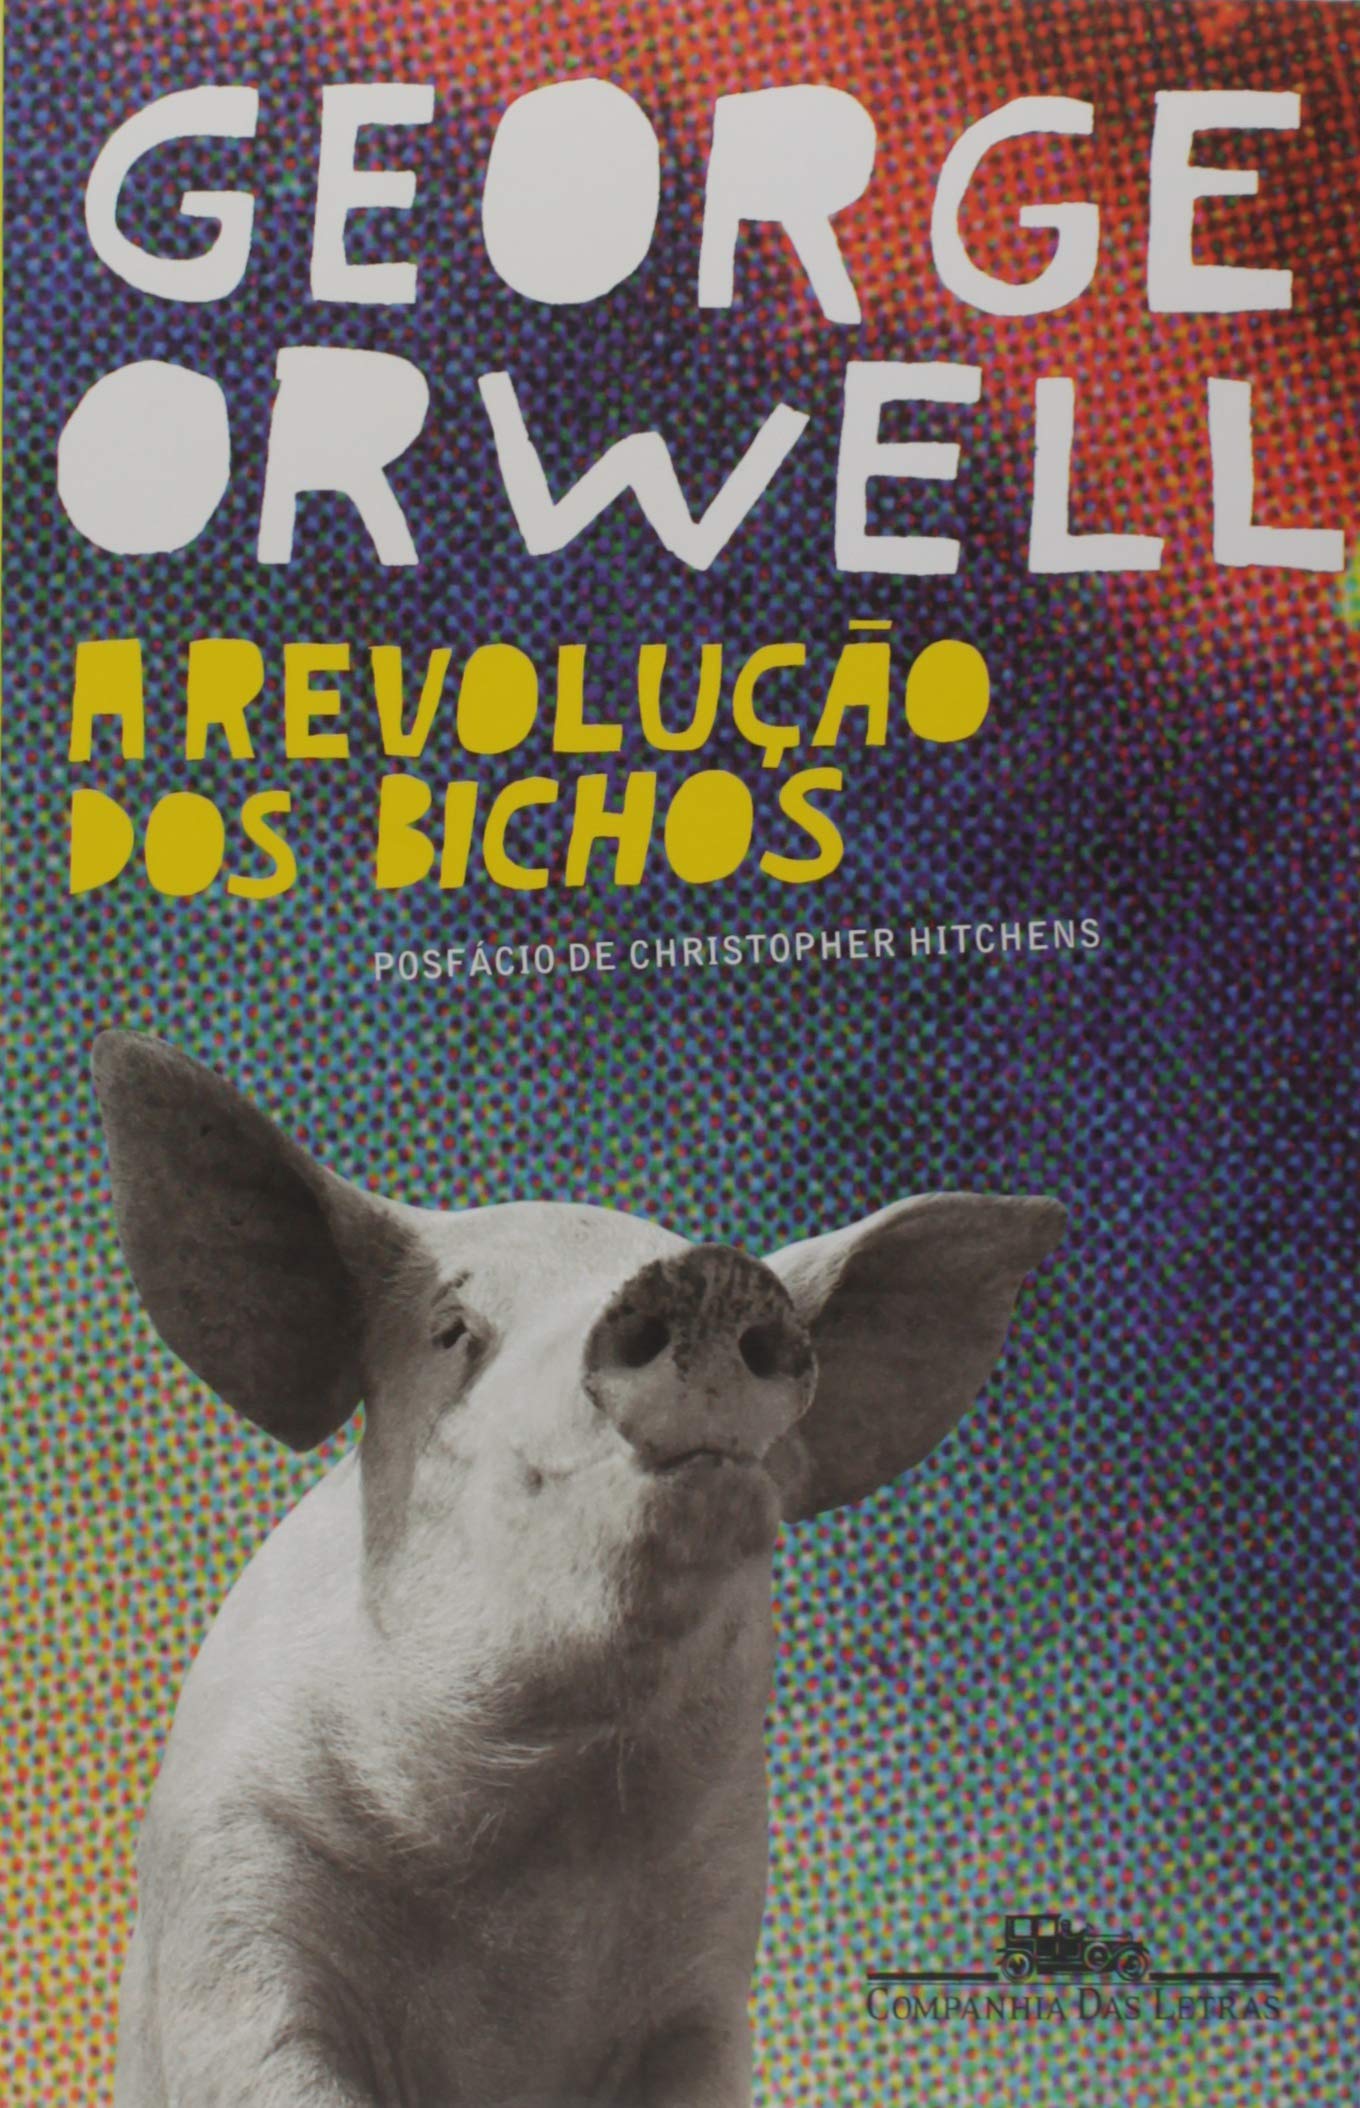 GEORGE
ORWELL
A REVOLUÇÃO
DOS BICHOS
POSFÁCIO DE CHRISTOPHER HITCHENS
COMPANHIA DAS LETRAS